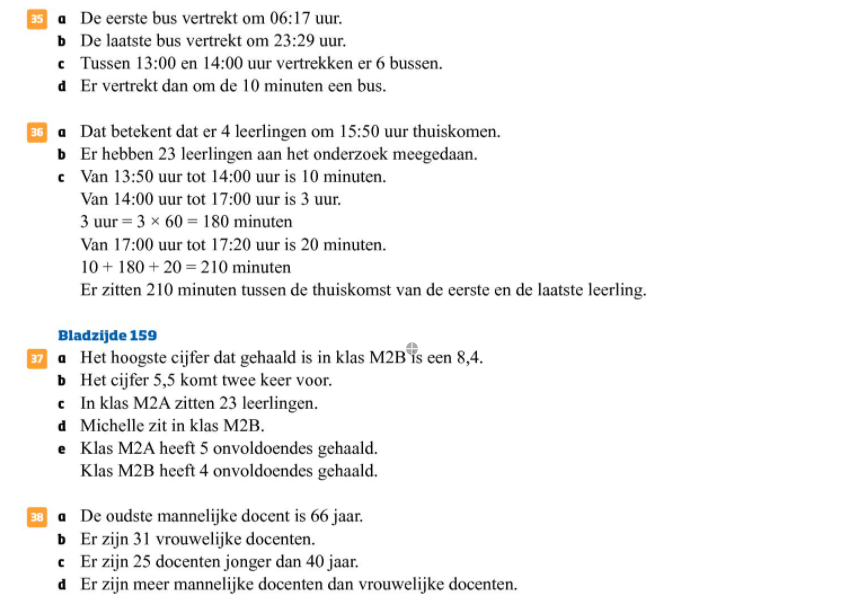 35 a De eerste bus vertrekt om 06:17 uur.
b De laatste bus vertrekt om 23:29 uur.
c Tussen 13:00 en 14:00 uur vertrekken er 6 bussen.
d Er vertrekt dan om de 10 minuten een bus.
36 a Dat betekent dat er 4 leerlingen om 15:50 uur thuiskomen.
b Er hebben 23 leerlingen aan het onderzoek meegedaan.
c Van 13:50 uur tot 14:00 uur is 10 minuten.
Van 14:00 uur tot 17:00 uur is 3 uur.
3 uur = 3 × 60 = 180 minuten
Van 17:00 uur tot 17:20 uur is 20 minuten.
10 + 180 + 20 = 210 minuten
Er zitten 210 minuten tussen de thuiskomst van de eerste en de laatste leerling.
Bladzijde 159
37 a Het hoogste cijfer dat gehaald is in klas M2B is een 8,4.
b Het cijfer 5,5 komt twee keer voor.
c In klas M2A zitten 23 leerlingen.
d Michelle zit in klas M2B.
e Klas M2A heeft 5 onvoldoendes gehaald.
Klas M2B heeft 4 onvoldoendes gehaald.
38 a De oudste mannelijke docent is 66 jaar.
b Er zijn 31 vrouwelijke docenten.
c Er zijn 25 docenten jonger dan 40 jaar.
d Er zijn meer mannelijke docenten dan vrouwelijke docenten.